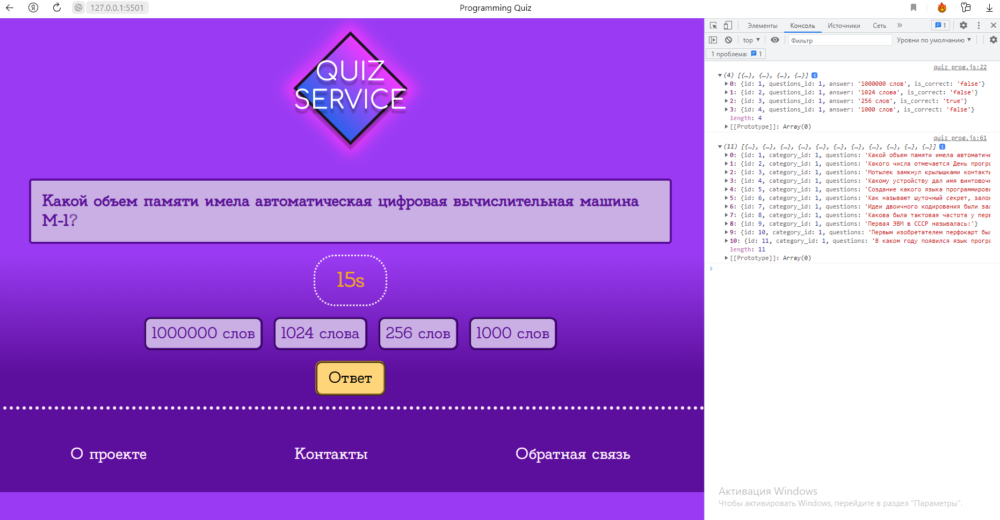 127.0.0.1:5501
Programming Quiz
QUIZ
SERVICE
Какой объем памяти имела автоматическая цифровая вычислительная машина
М-1?
15s
1000000 слов
1024 слова
256 слов
1000 слов
Ответ
О проекте
Контакты
Обратная связь
Элементы
Консоль
Источники
Сеть
»
1
top
Фильтр
Уровни по умолчанию
1 проблема: 1
quiz prog.js:22
(4) [{…}, {…}, {…}, {…}] i
0: {id: 1, questions_id: 1, answer: '1000000 слов', is_correct: 'false'}
1: {id: 2, questions_id: 1, answer: '1024 слова', is_correct: 'false'}
2: {id: 3, questions_id: 1, answer: '256 слов', is_correct: 'true'}
3: {id: 4, questions_id: 1, answer: '1000 слов', is_correct: 'false'}
length: 4
[[Prototype]]: Array(0)
quiz prog.js:61
(11) [{…}, {…}, {…}, {…}, {…}, {…}, {…}, {…}, {…}, {…}, {…}] i
0: {id: 1, category_id: 1, questions: 'Какой объем памяти имела автоматиче
1: {id: 2, category_id: 1, questions: 'Какого числа отмечается День програ
2: {id: 3, category_id: 1, questions: 'Мотылек замкнул крылышками контакты
3: {id: 4, category_id: 1, questions: 'Какому устройству дал имя винтовочн
4: {id: 5, category_id: 1, questions: 'Создание какого языка программирова
5: {id: 6, category_id: 1, questions: 'Как называют шуточный секрет, залож
6: {id: 7, category_id: 1, questions: 'Идеи двоичного кодирования были зал
7: {id: 8, category_id: 1, questions: 'Какова была тактовая частота у перв
8: {id: 9, category_id: 1, questions: 'Первая ЭВМ в СССР называлась:'}
9: {id: 10, category_id: 1, questions: 'Первым изобретателем перфокарт был
10: {id: 11, category_id: 1, questions: 'В каком году появился язык програ
length: 11
[[Prototype]]: Array(0)
Активация Windows
Чтобы активировать Windows, перейдите в раздел "Параметры".